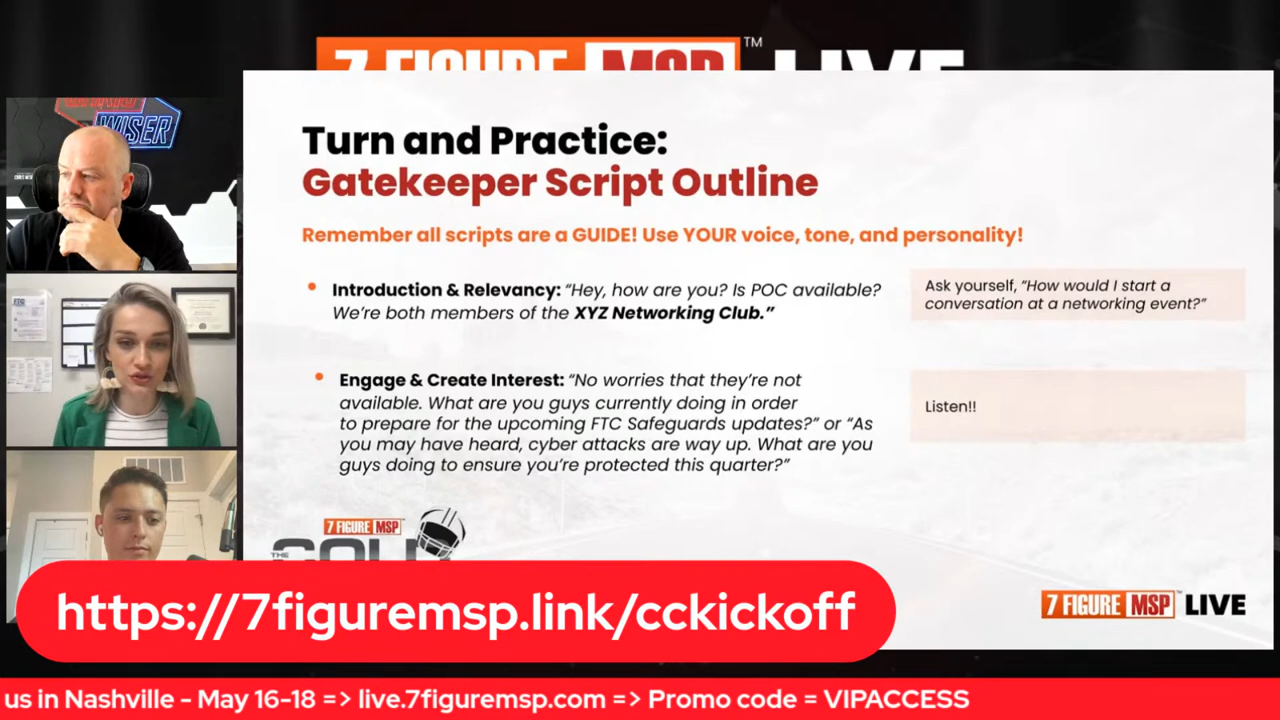 7 FIGURE MSP™ LIVE
WISER
Turn and Practice:
Gatekeeper Script Outline
Remember all scripts are a GUIDE! Use YOUR voice, tone, and personality!
• Introduction & Relevancy: “Hey, how are you? Is POC available?
We’re both members of the XYZ Networking Club.”
Ask yourself, “How would I start a
conversation at a networking event?”
• Engage & Create Interest: “No worries that they’re not
available. What are you guys currently doing in order
to prepare for the upcoming FTC Safeguards updates?” or “As
you may have heard, cyber attacks are way up. What are you
guys doing to ensure you’re protected this quarter?”
Listen!!
7 FIGURE MSP™
THE COLD
7 FIGURE MSP™ LIVE
https://7figuremsp.link/cckickoff
us in Nashville - May 16-18 => live.7figuremsp.com => Promo code = VIPACCESS